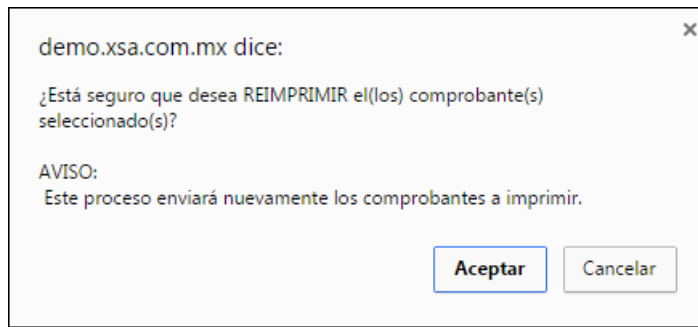 demo.xsa.com.mx dice:
¿Está seguro que desea REIMPRIMIR el(los) comprobante(s)
seleccionado(s)?
AVISO:
Este proceso enviará nuevamente los comprobantes a imprimir.
Aceptar Cancelar